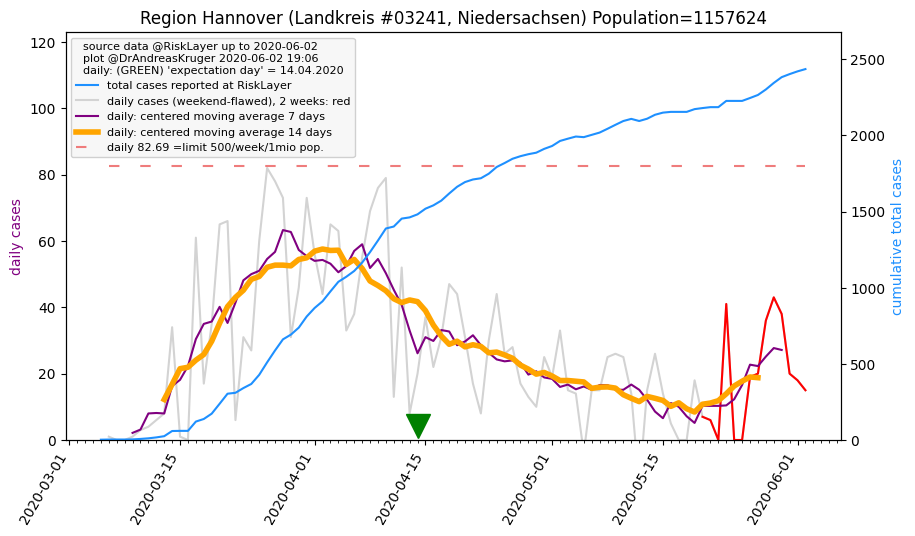 Region Hannover (Landkreis #03241, Niedersachsen) Population=1157624
source data @RiskLayer up to 2020-06-02
plot @DrAndreasKruger 2020-06-02 19:06
daily: (GREEN) 'expectation day' = 14.04.2020
total cases reported at RiskLayer
daily cases (weekend-flawed), 2 weeks: red
daily: centered moving average 7 days
daily: centered moving average 14 days
daily 82.69 =limit 500/week/1mio pop.
daily cases
120
100
80
60
40
20
0
cumulative total cases
2500
2000
1500
1000
500
0
2020-03-01
2020-03-15
2020-04-01
2020-04-15
2020-05-01
2020-05-15
2020-06-01